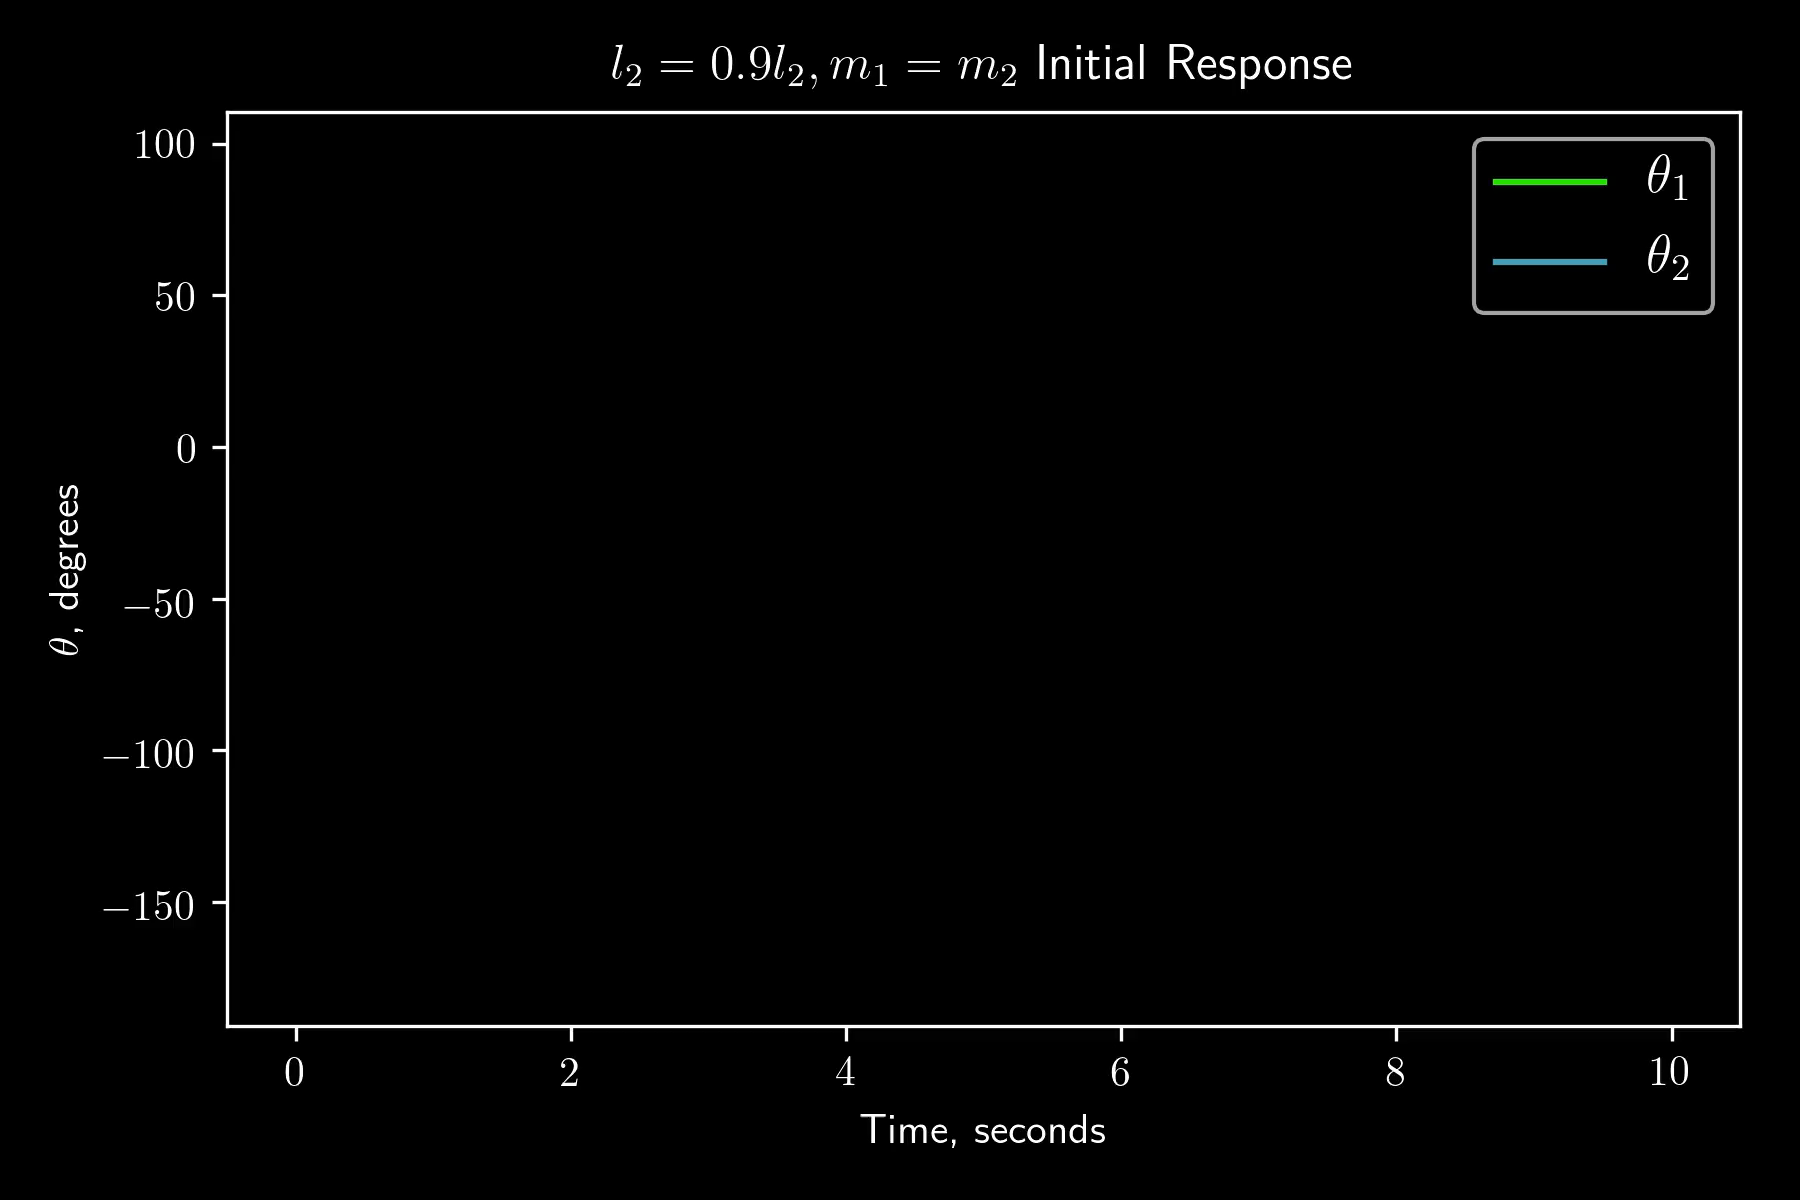 l₂ = 0.9l₂, m₁ = m₂ Initial Response
100
50
0
−50
−100
−150
θ, degrees
θ₁
θ₂
0 2 4 6 8 10
Time, seconds